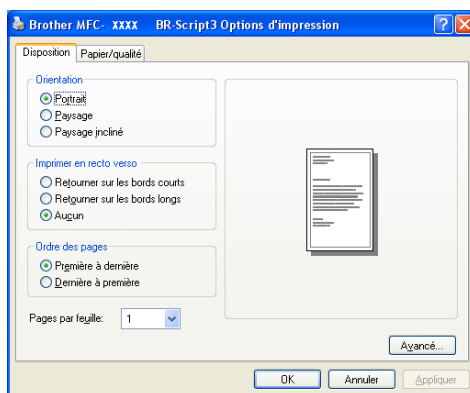 Brother MFC- XXXX BR-Script3 Options d'impression
Disposition Papier/qualité
Orientation
Portrait
Paysage
Paysage incliné
Imprimer en recto verso
Retourner sur les bords courts
Retourner sur les bords longs
Aucun
Ordre des pages
Première à dernière
Dernière à première
Pages par feuille: 1
Avancé...
OK Annuler Appliquer